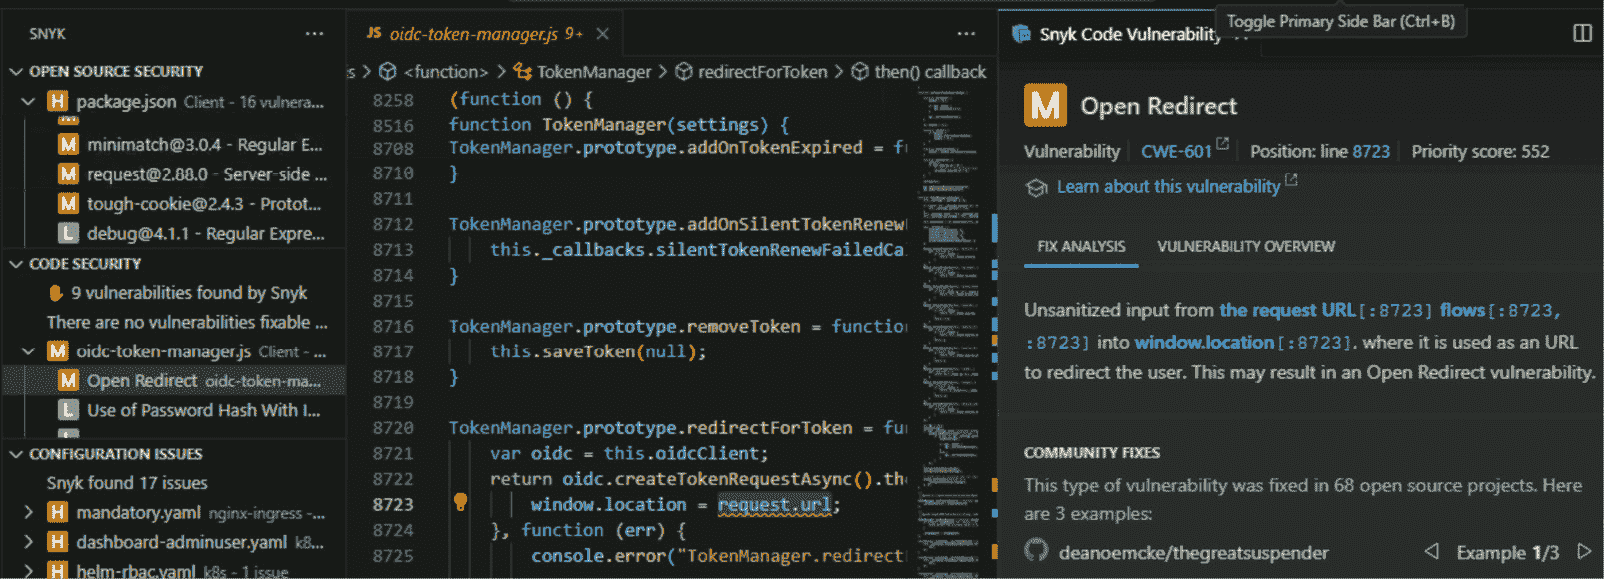 SNYK
OPEN SOURCE SECURITY
package.json Client - 16 vulnera...
minimatch@3.0.4 - Regular E...
request@2.88.0 - Server-side ...
tough-cookie@2.4.3 - Protot...
debug@4.1.1 - Regular Expre...
CODE SECURITY
9 vulnerabilities found by Snyk
There are no vulnerabilities fixable ...
oidc-token-manager.js Client - ...
Open Redirect oidc-token-ma...
Use of Password Hash With I...
CONFIGURATION ISSUES
Snyk found 17 issues
mandatory.yaml nginx-ingress -...
dashboard-adminuser.yaml k8...
helm-rbac.yaml k8s - 1 issue
JS oidc-token-manager.js 9+
s > <function> > TokenManager > redirectForToken > then() callback
8258 (function () {
8516 function TokenManager(settings) {
8708 TokenManager.prototype.addOnTokenExpired = f
8710 }
8711
8712 TokenManager.prototype.addOnSilentTokenRenew
8713 this._callbacks.silentTokenRenewFailedCa
8714 }
8715
8716 TokenManager.prototype.removeToken = function
8717 this.saveToken(null);
8718 }
8719
8720 TokenManager.prototype.redirectForToken = fu
8721 var oidc = this.oidcClient;
8722 return oidc.createTokenRequestAsync().the
8723 window.location = request.url;
8724 }, function (err) {
8725 console.error("TokenManager.redirect
Snyk Code Vulnerability
Toggle Primary Side Bar (Ctrl+B)
M Open Redirect
Vulnerability | CWE-601 | Position: line 8723 | Priority score: 552
Learn about this vulnerability
FIX ANALYSIS VULNERABILITY OVERVIEW
Unsanitized input from the request URL[:8723] flows[:8723,
:8723] into window.location[:8723]. where it is used as an URL
to redirect the user. This may result in an Open Redirect vulnerability.
COMMUNITY FIXES
This type of vulnerability was fixed in 68 open source projects. Here
are 3 examples:
deanoemcke/thegreatsuspender Example 1/3